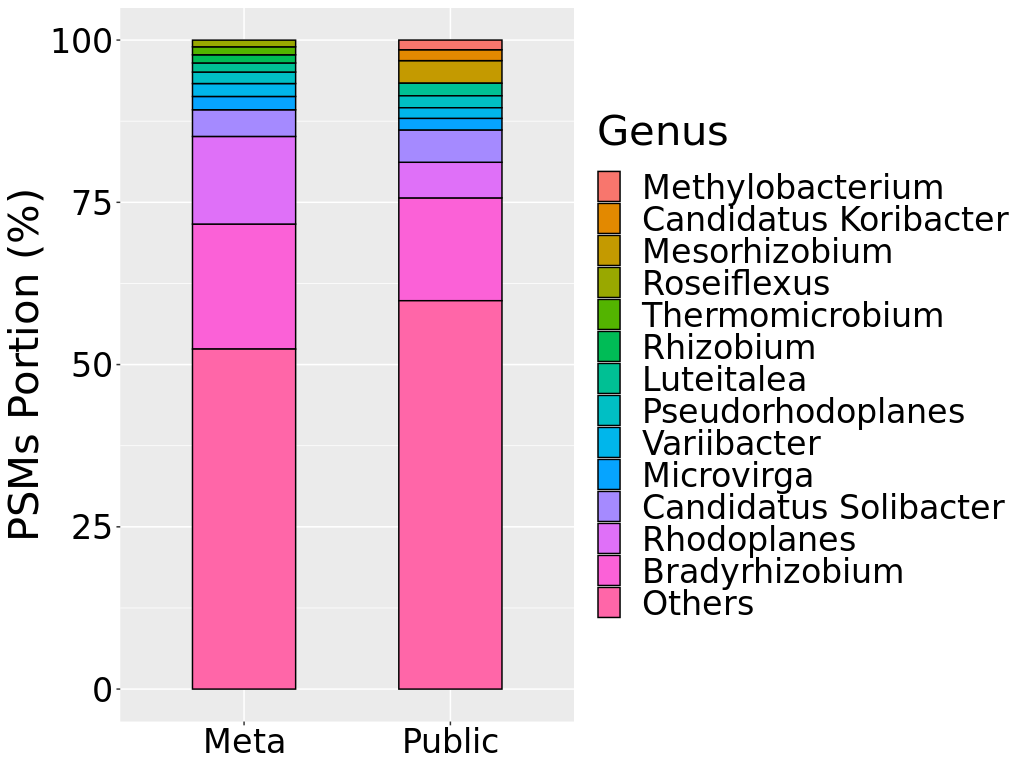 PSMs Portion (%)
100
75
50
25
0
Meta
Public
Genus
Methylobacterium
Candidatus Koribacter
Mesorhizobium
Roseiflexus
Thermomicrobium
Rhizobium
Luteitalea
Pseudorhodoplanes
Variibacter
Microvirga
Candidatus Solibacter
Rhodoplanes
Bradyrhizobium
Others